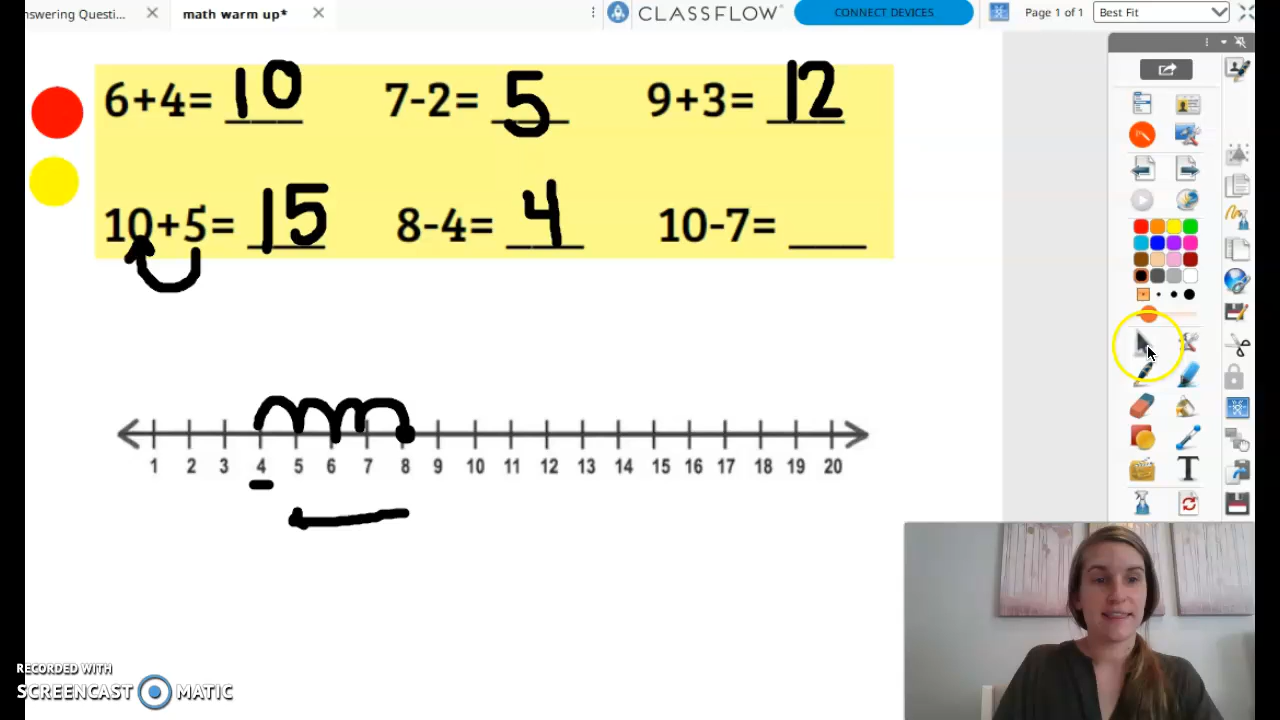 nswering Questi...
math warm up*
CLASSFLOW
CONNECT DEVICES
Page 1 of 1
Best Fit
6+4= 10
7-2= 5
9+3= 12
10+5= 15
8-4= 4
10-7= ___
1 2 3 4 5 6 7 8 9 10 11 12 13 14 15 16 17 18 19 20
T
RECORDED WITH
SCREENCAST MATIC